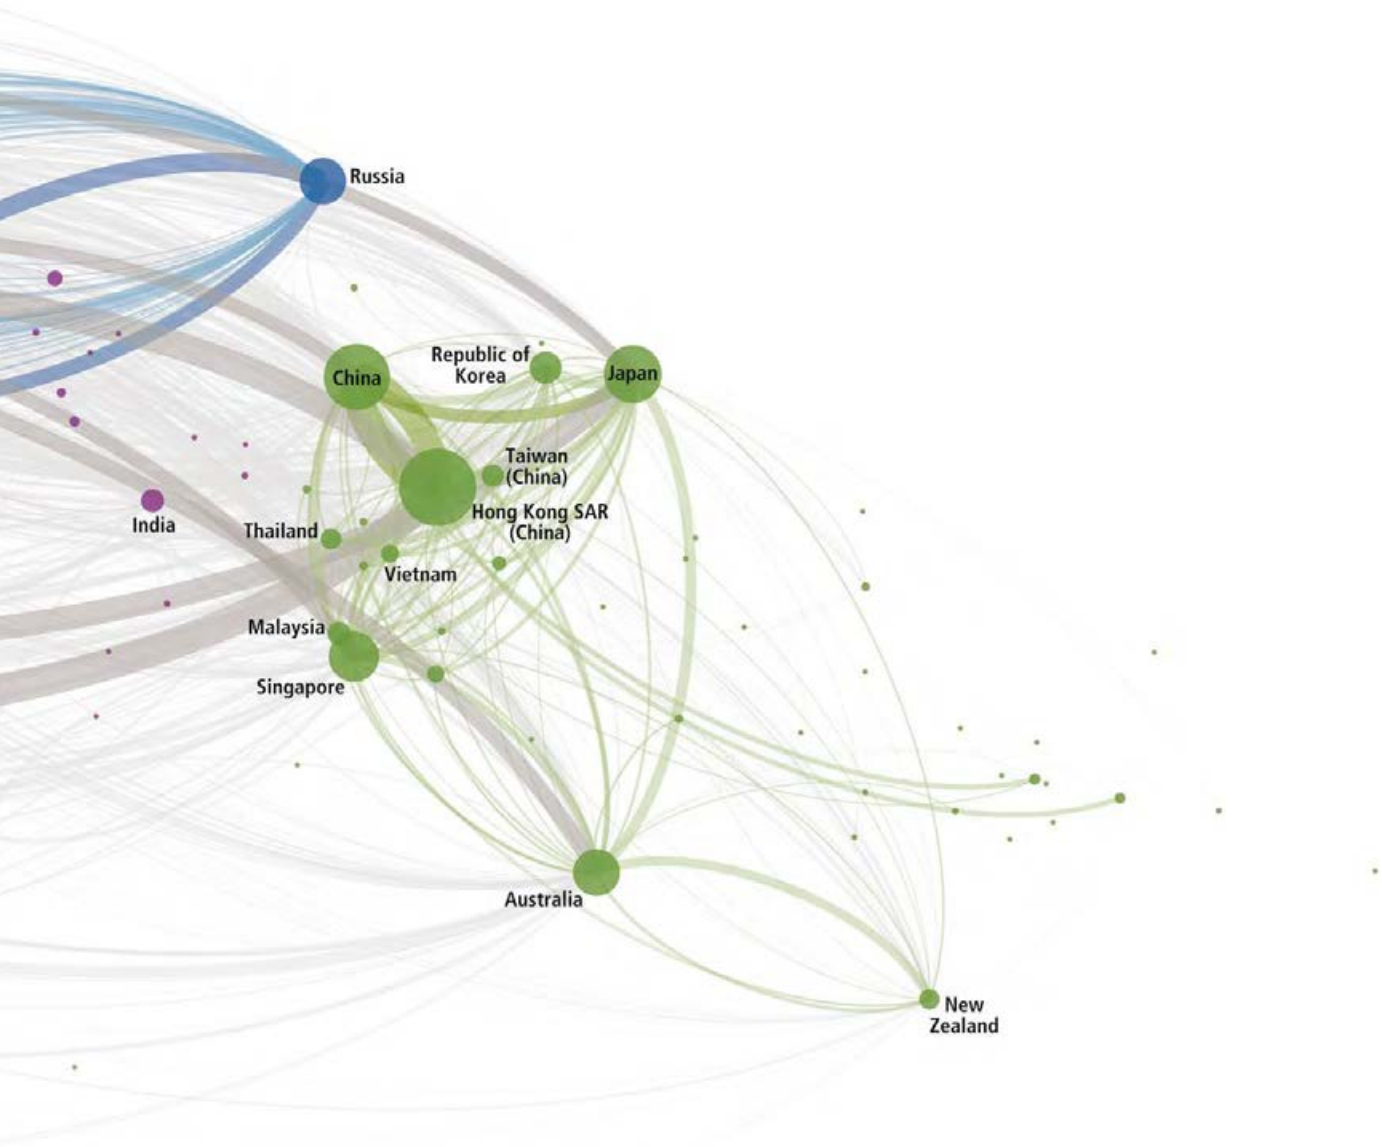 Russia
China
Republic of
Korea
Japan
Taiwan
(China)
Hong Kong SAR
(China)
India
Thailand
Vietnam
Malaysia
Singapore
Australia
New
Zealand